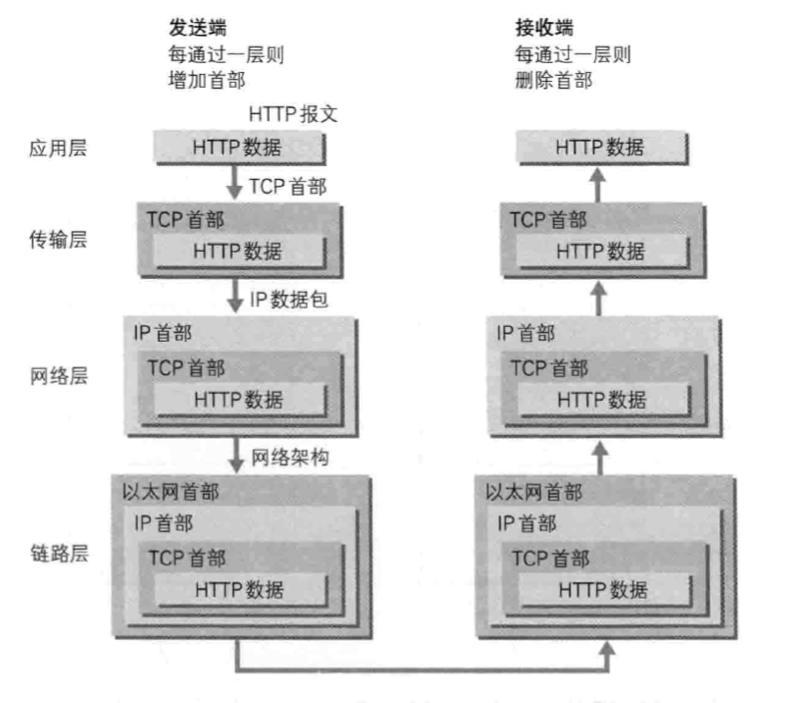 发送端
每通过一层则
增加首部
接收端
每通过一层则
删除首部
HTTP 报文
应用层
HTTP 数据
HTTP 数据
TCP 首部
传输层
TCP 首部
HTTP 数据
TCP 首部
HTTP 数据
IP 数据包
网络层
IP 首部
TCP 首部
HTTP 数据
IP 首部
TCP 首部
HTTP 数据
网络架构
链路层
以太网首部
IP 首部
TCP 首部
HTTP 数据
以太网首部
IP 首部
TCP 首部
HTTP 数据